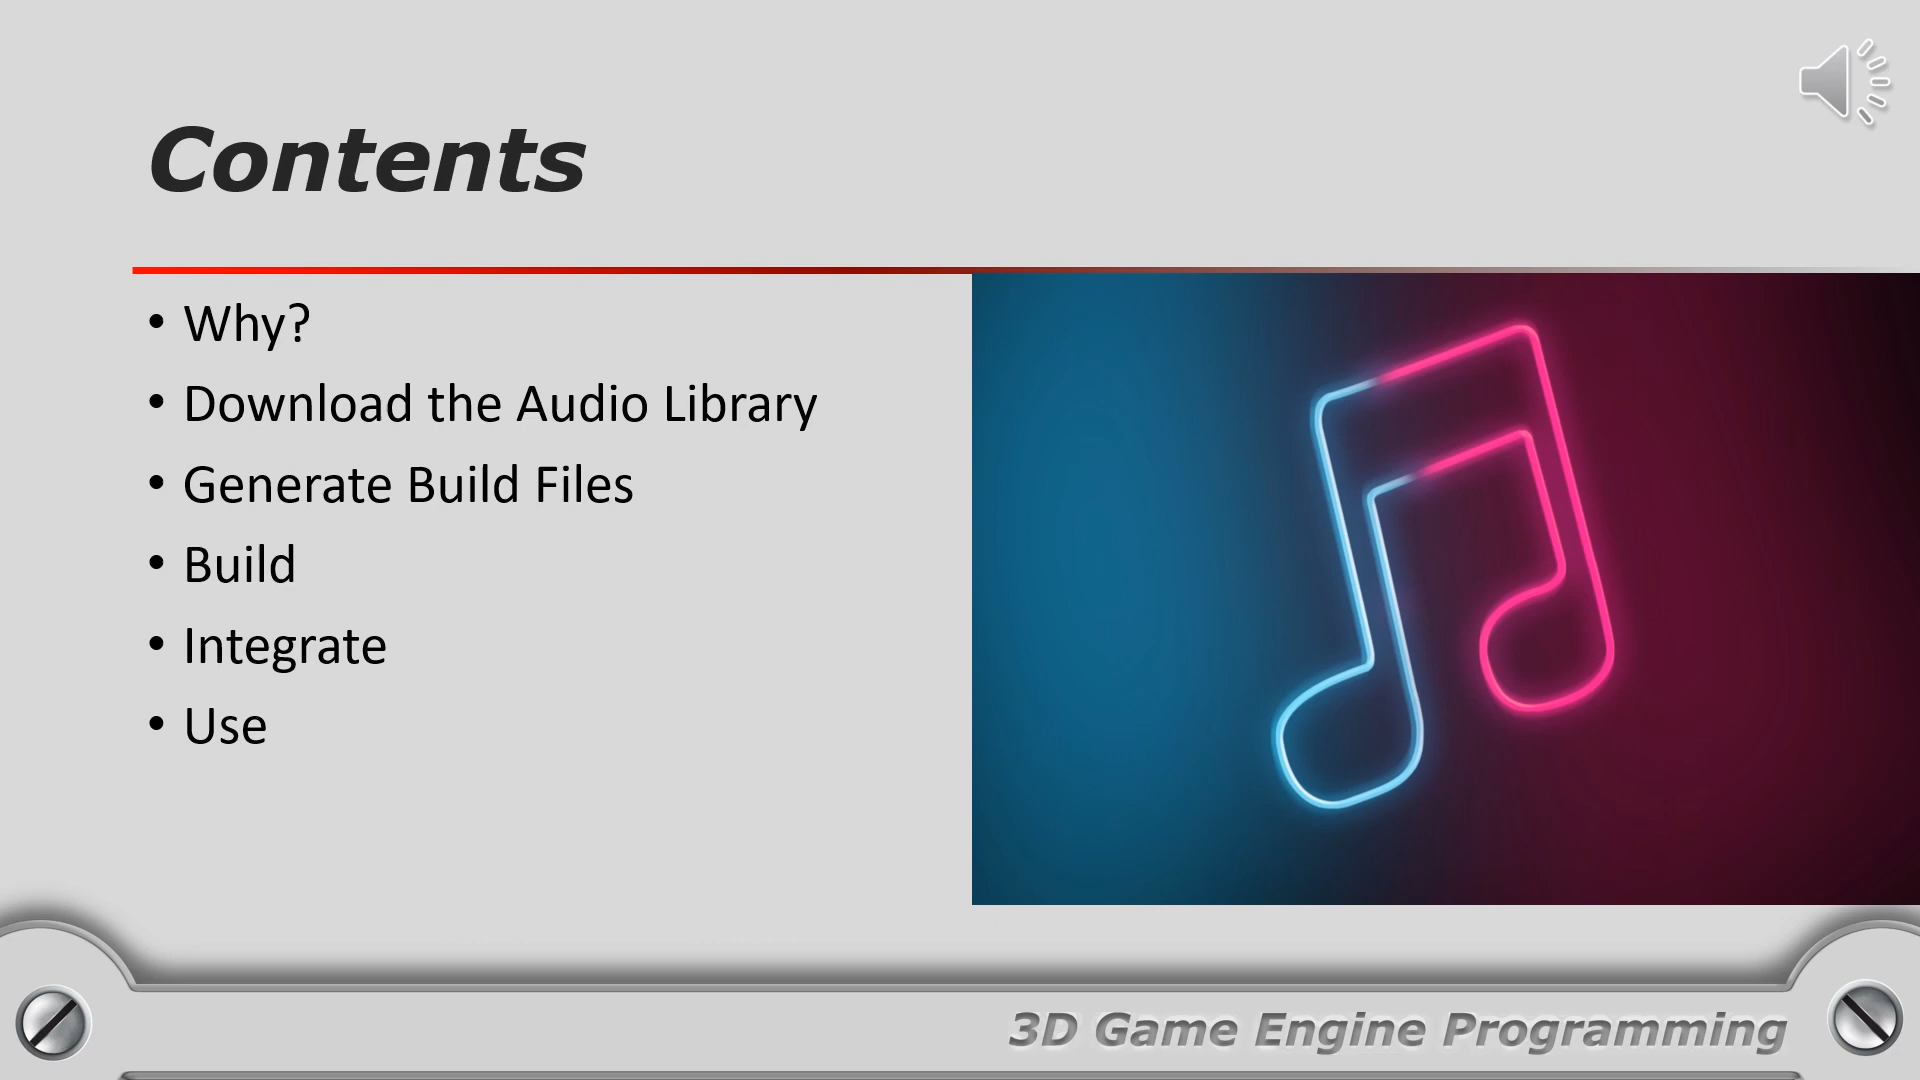 Contents
• Why?
• Download the Audio Library
• Generate Build Files
• Build
• Integrate
• Use
3D Game Engine Programming